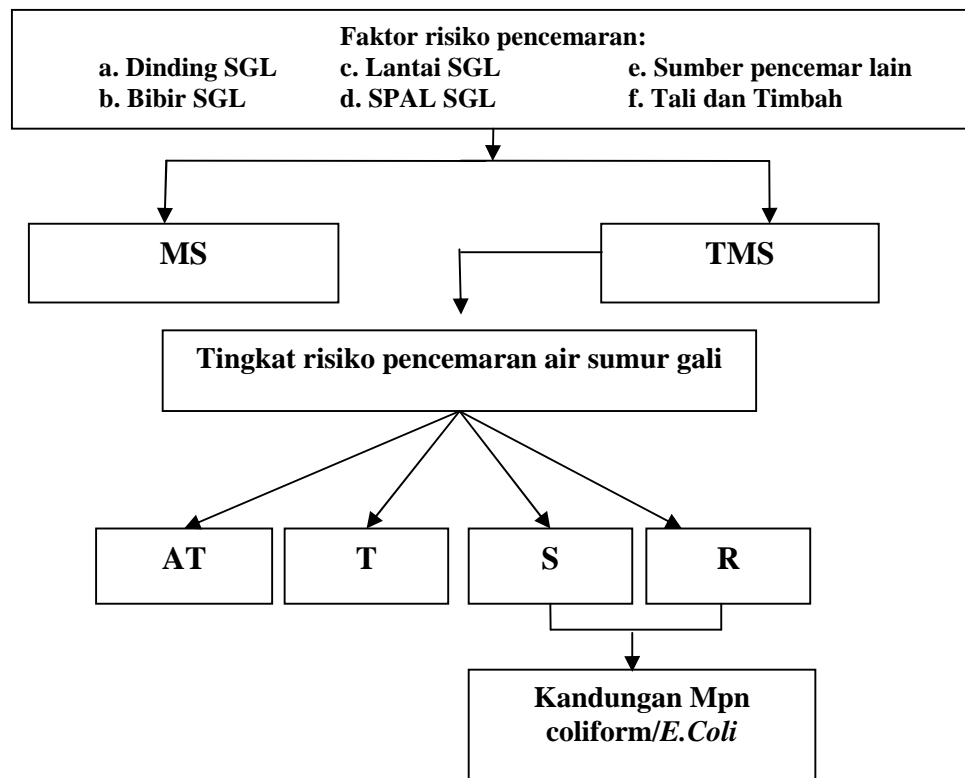 Faktor risiko pencemaran:
a. Dinding SGL c. Lantai SGL e. Sumber pencemar lain
b. Bibir SGL d. SPAL SGL f. Tali dan Timbah
MS
TMS
Tingkat risiko pencemaran air sumur gali
AT
T
S
R
Kandungan Mpn
coliform/E.Coli